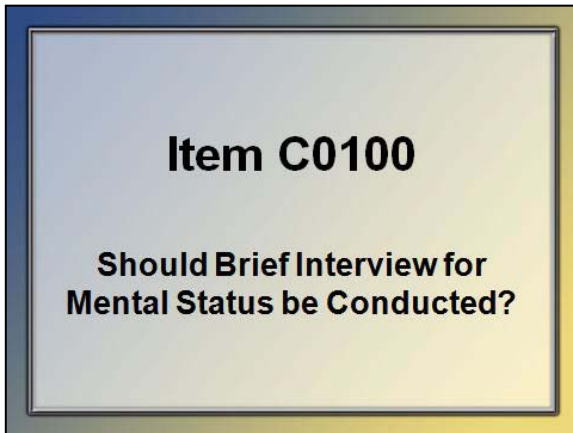 Item C0100
Should Brief Interview for
Mental Status be Conducted?